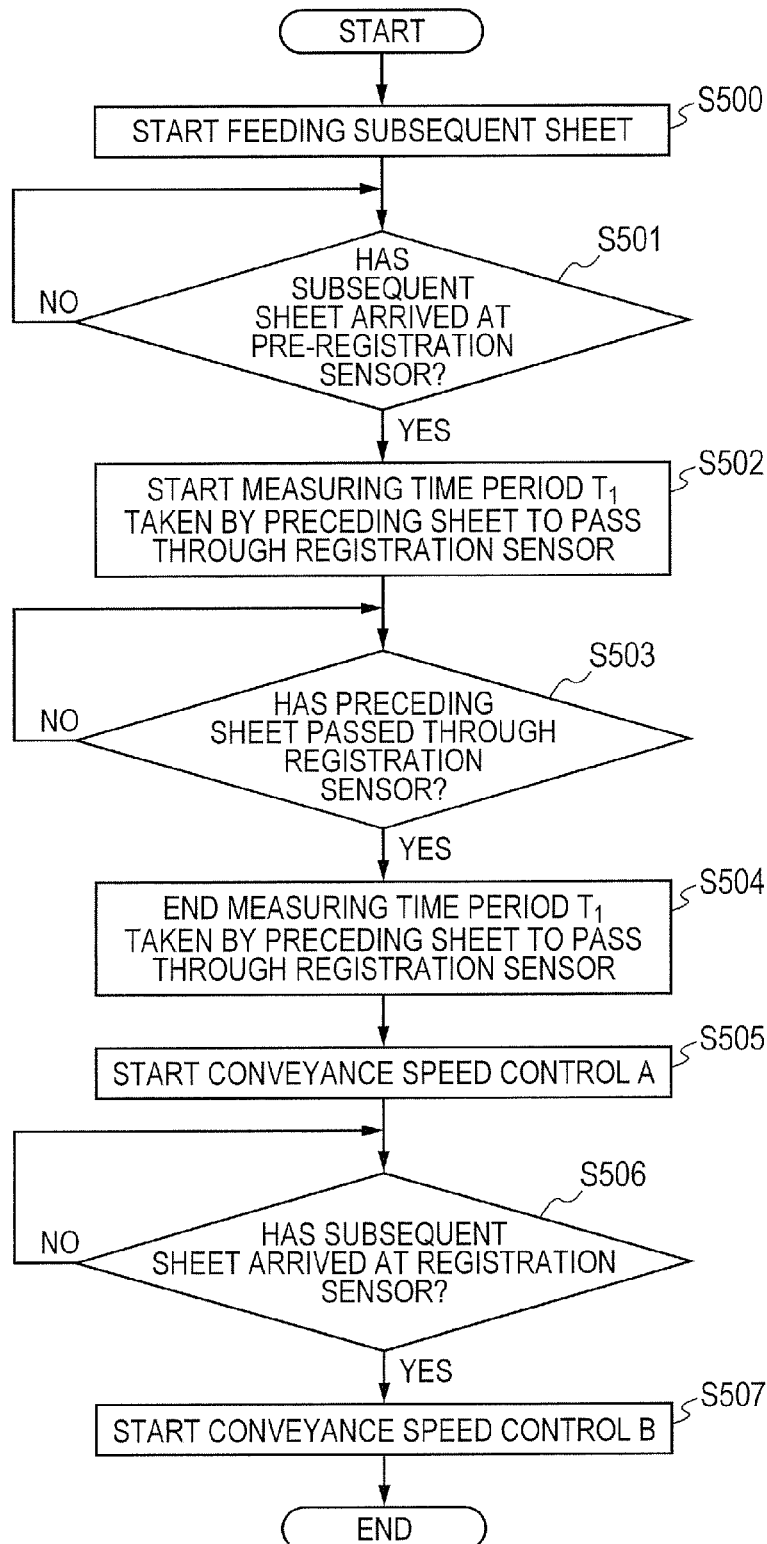 START
S500
START FEEDING SUBSEQUENT SHEET
S501
HAS
SUBSEQUENT
SHEET ARRIVED AT
PRE-REGISTRATION
SENSOR?
NO
YES
S502
START MEASURING TIME PERIOD T₁
TAKEN BY PRECEDING SHEET TO PASS
THROUGH REGISTRATION SENSOR
S503
HAS PRECEDING
SHEET PASSED THROUGH
REGISTRATION
SENSOR?
NO
YES
S504
END MEASURING TIME PERIOD T₁
TAKEN BY PRECEDING SHEET TO PASS
THROUGH REGISTRATION SENSOR
S505
START CONVEYANCE SPEED CONTROL A
S506
HAS SUBSEQUENT
SHEET ARRIVED AT REGISTRATION
SENSOR?
NO
YES
S507
START CONVEYANCE SPEED CONTROL B
END